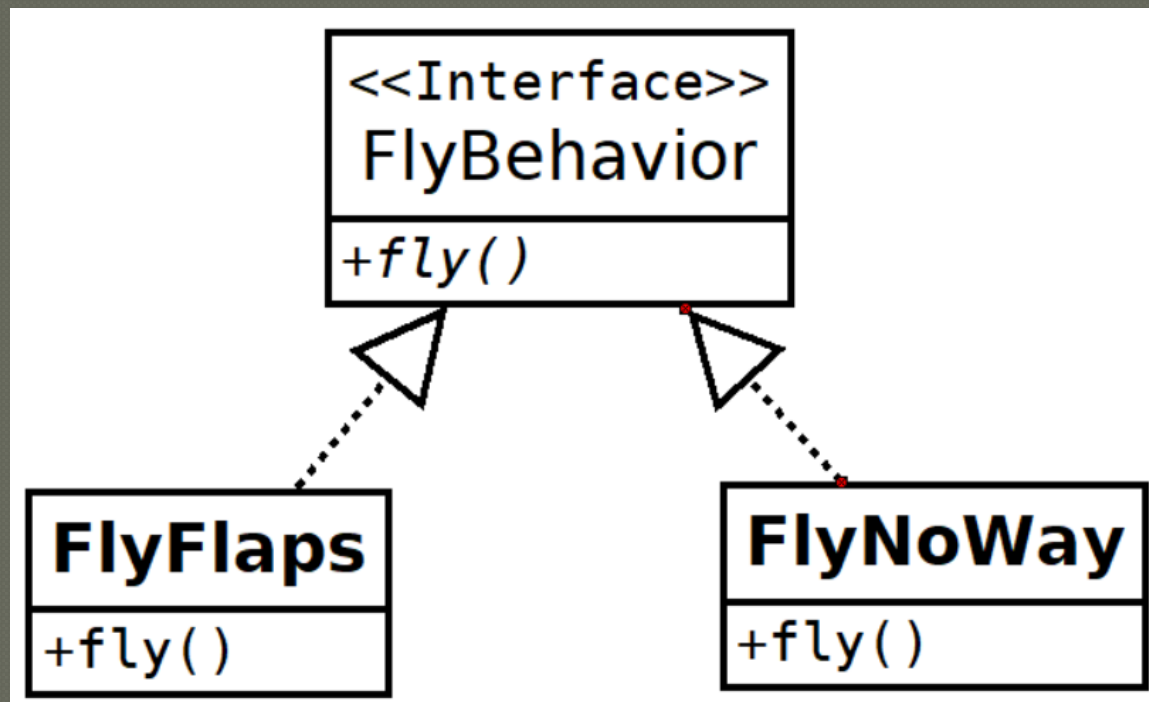 <<Interface>>
FlyBehavior
+fly()
FlyFlaps
+fly()
FlyNoWay
+fly()